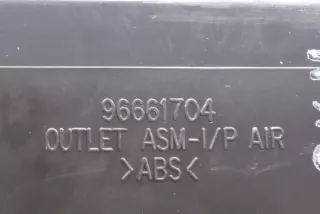 96661704
OUTLET ASM-I/P AIR
>ABS<